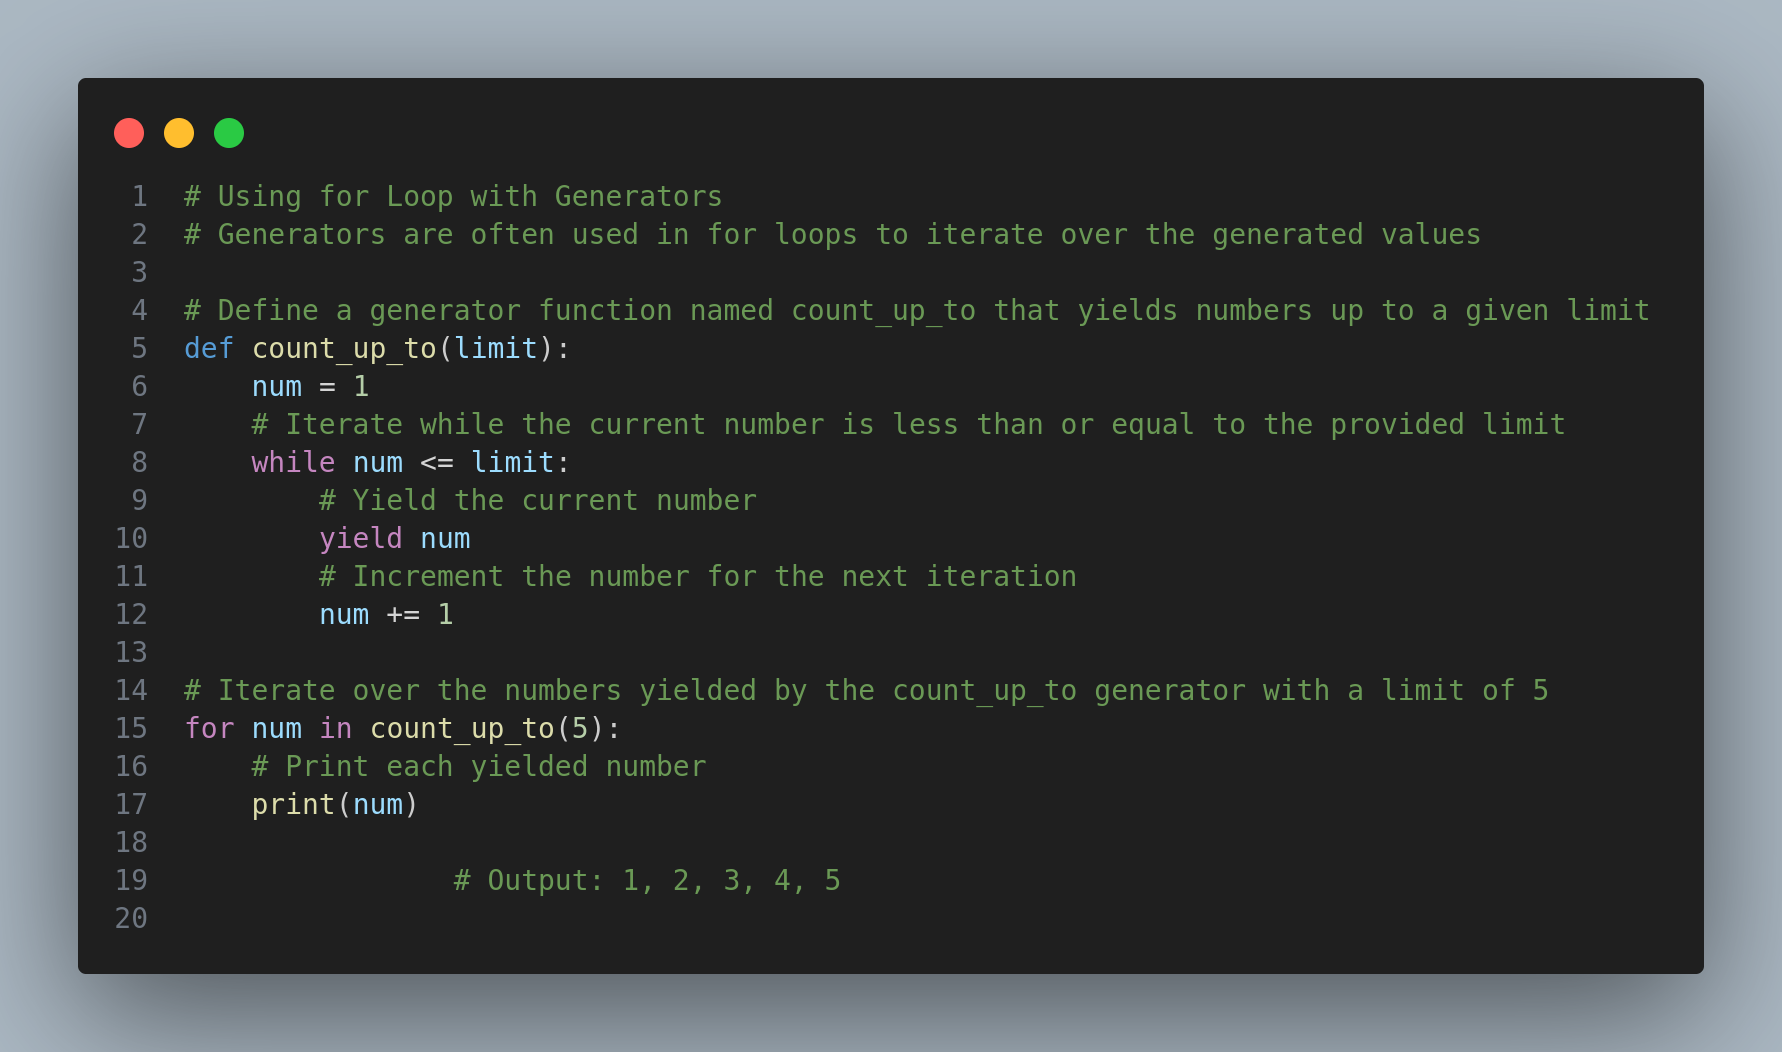 1 # Using for Loop with Generators
2 # Generators are often used in for loops to iterate over the generated values
3
4 # Define a generator function named count_up_to that yields numbers up to a given limit
5 def count_up_to(limit):
6     num = 1
7     # Iterate while the current number is less than or equal to the provided limit
8     while num <= limit:
9         # Yield the current number
10         yield num
11         # Increment the number for the next iteration
12         num += 1
13
14 # Iterate over the numbers yielded by the count_up_to generator with a limit of 5
15 for num in count_up_to(5):
16     # Print each yielded number
17     print(num)
18
19                 # Output: 1, 2, 3, 4, 5
20